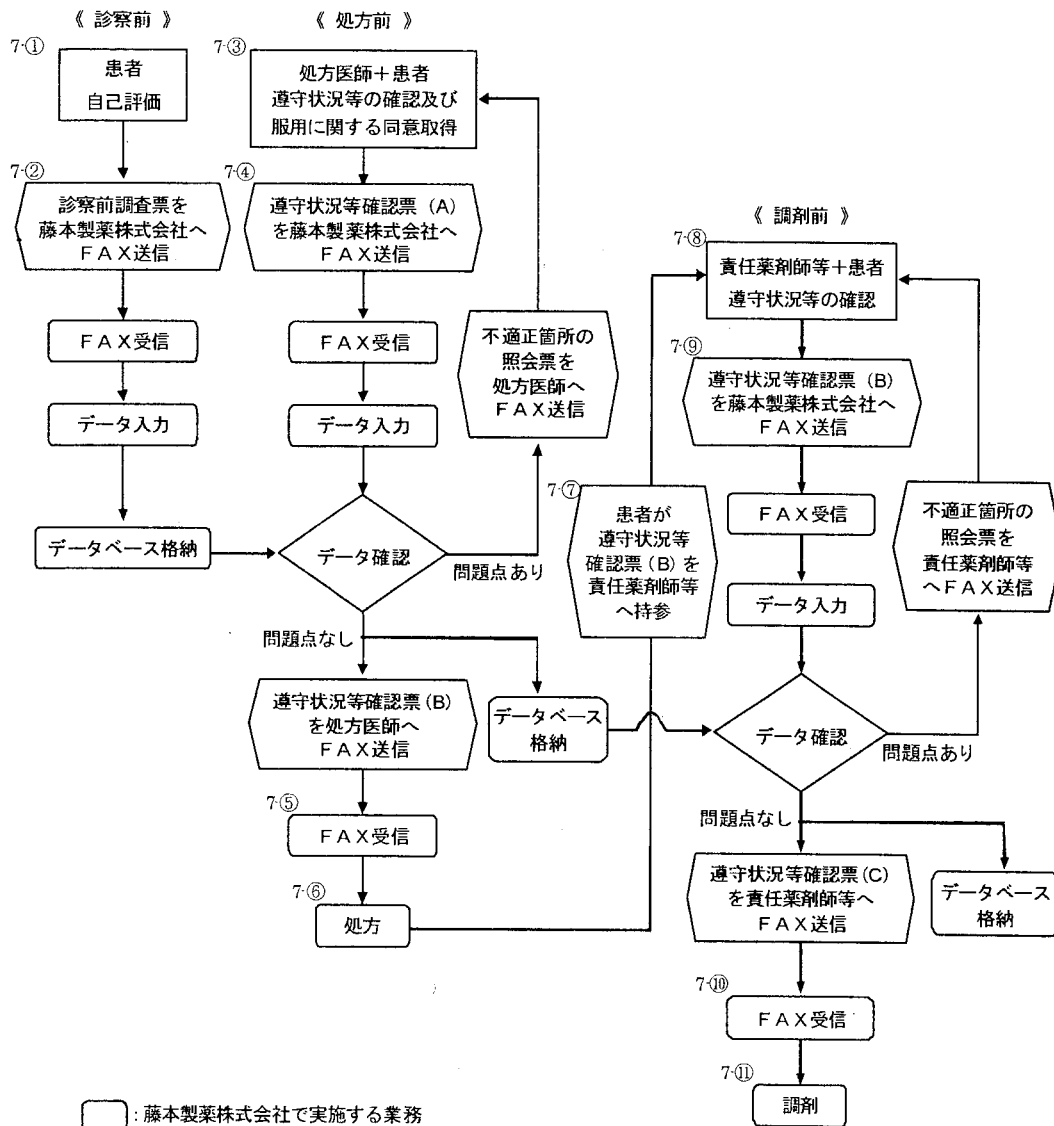 《 診察前 》
7-①
患者
自己評価
7-②
診察前調査票を
藤本製薬株式会社へ
ＦＡＸ送信
ＦＡＸ受信
データ入力
データベース格納
《 処方前 》
7-③
処方医師＋患者
遵守状況等の確認及び
服用に関する同意取得
7-④
遵守状況等確認票 (A)
を藤本製薬株式会社へ
ＦＡＸ送信
ＦＡＸ受信
データ入力
データ確認
問題点あり
不適正箇所の
照会票を
処方医師へ
ＦＡＸ送信
問題点なし
遵守状況等確認票(B)
を処方医師へ
ＦＡＸ送信
データベース
格納
7-⑤
ＦＡＸ受信
7-⑥
処方
7-⑦
患者が
遵守状況等
確認票(B)を
責任薬剤師等
へ持参
《 調剤前 》
7-⑧
責任薬剤師等＋患者
遵守状況等の確認
7-⑨
遵守状況等確認票 (B)
を藤本製薬株式会社へ
ＦＡＸ送信
ＦＡＸ受信
データ入力
データ確認
問題点あり
不適正箇所の
照会票を
責任薬剤師等
へＦＡＸ送信
問題点なし
遵守状況等確認票(C)
を責任薬剤師等へ
ＦＡＸ送信
データベース
格納
7-⑩
ＦＡＸ受信
7-⑪
調剤
：藤本製薬株式会社で実施する業務